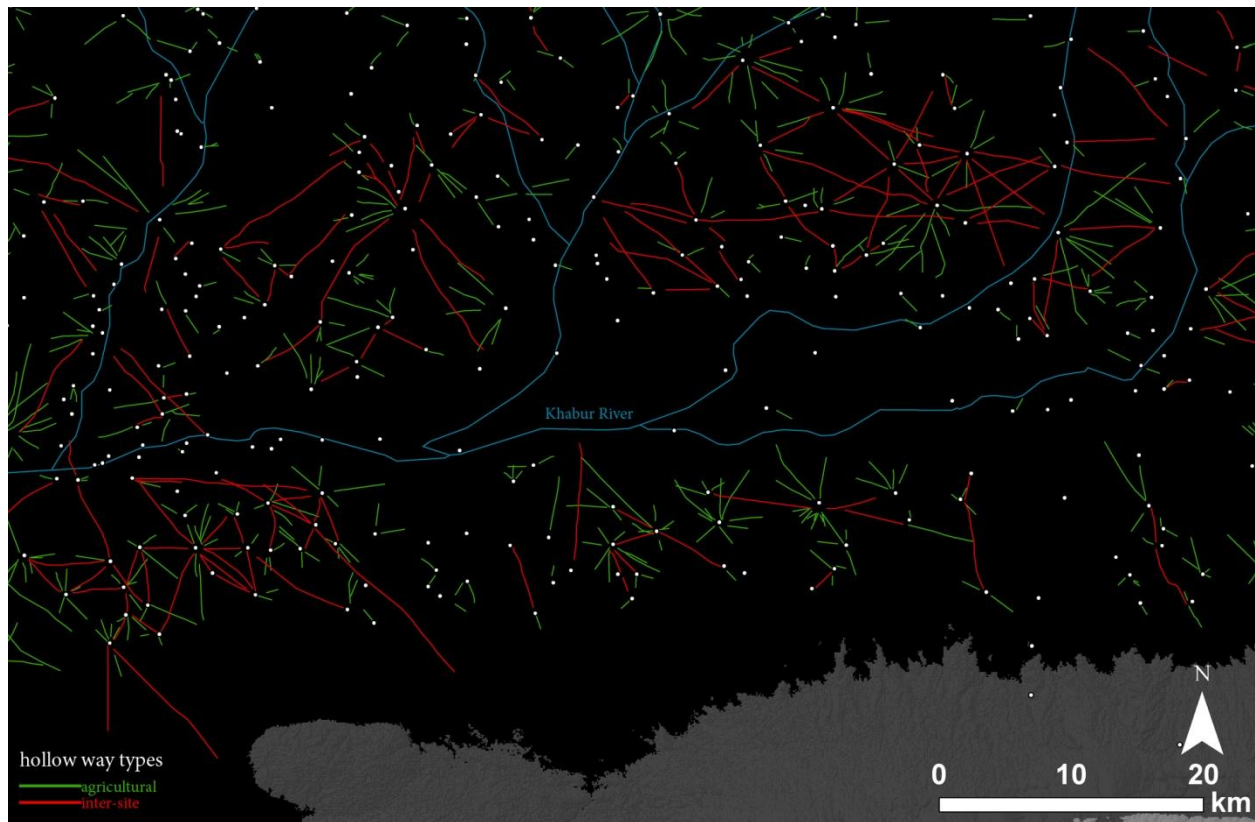 Khabur River
N
hollow way types
agricultural
inter-site
0 10 20
km